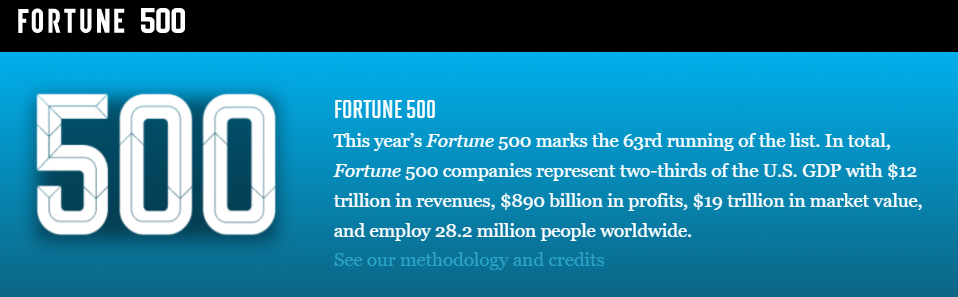 FORTUNE 500
500
FORTUNE 500
This year’s Fortune 500 marks the 63rd running of the list. In total,
Fortune 500 companies represent two-thirds of the U.S. GDP with $12
trillion in revenues, $890 billion in profits, $19 trillion in market value,
and employ 28.2 million people worldwide.
See our methodology and credits